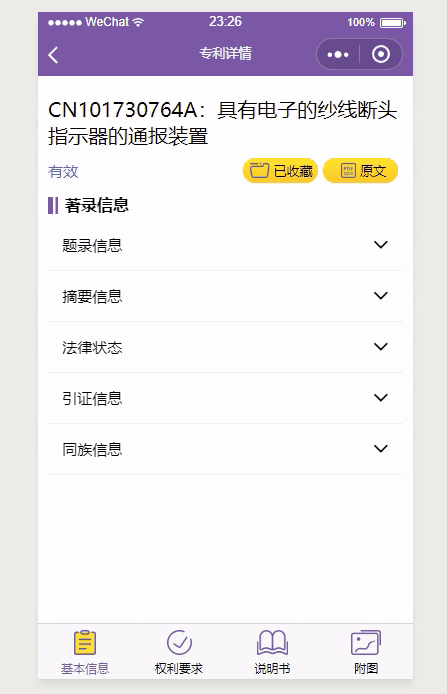 WeChat 23:26 100%
专利详情
CN101730764A：具有电子的纱线断头
指示器的通报装置
有效 已收藏 PDF 原文
著录信息
题录信息
摘要信息
法律状态
引证信息
同族信息
基本信息 权利要求 说明书 附图